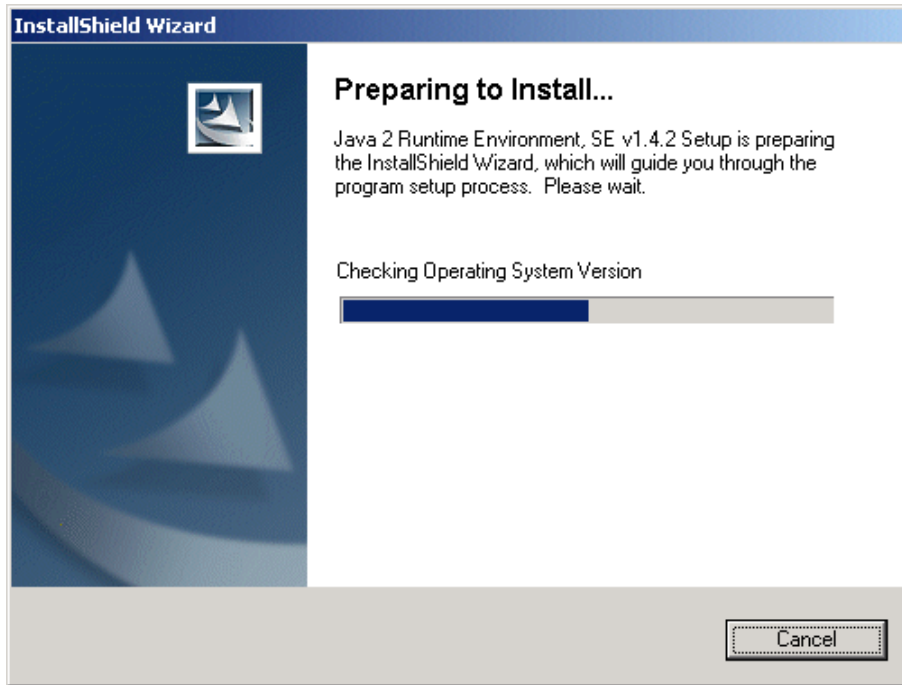 InstallShield Wizard
Preparing to Install...
Java 2 Runtime Environment, SE v1.4.2 Setup is preparing
the InstallShield Wizard, which will guide you through the
program setup process.  Please wait.
Checking Operating System Version
Cancel